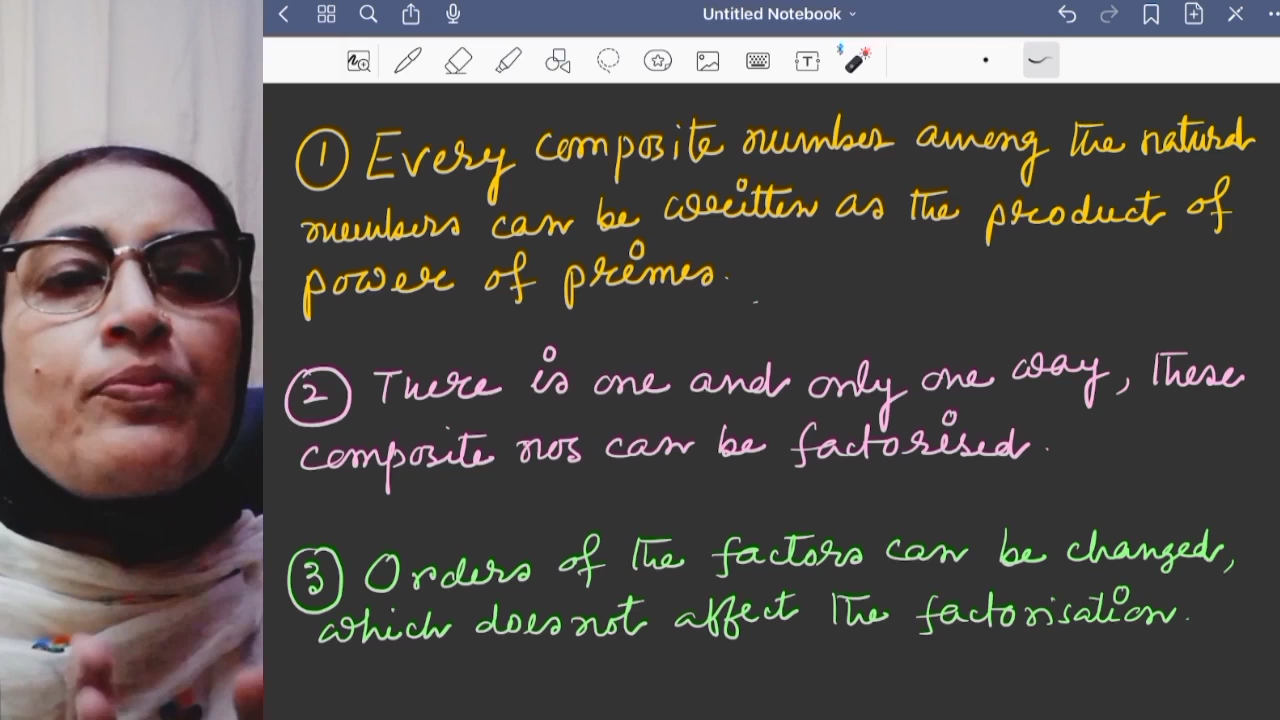 Untitled Notebook
① Every composite number among the natural
numbers can be written as the product of
power of primes.
② There is one and only one way, these
composite nos can be factorised.
③ Orders of the factors can be changed,
which does not affect the factorisation.